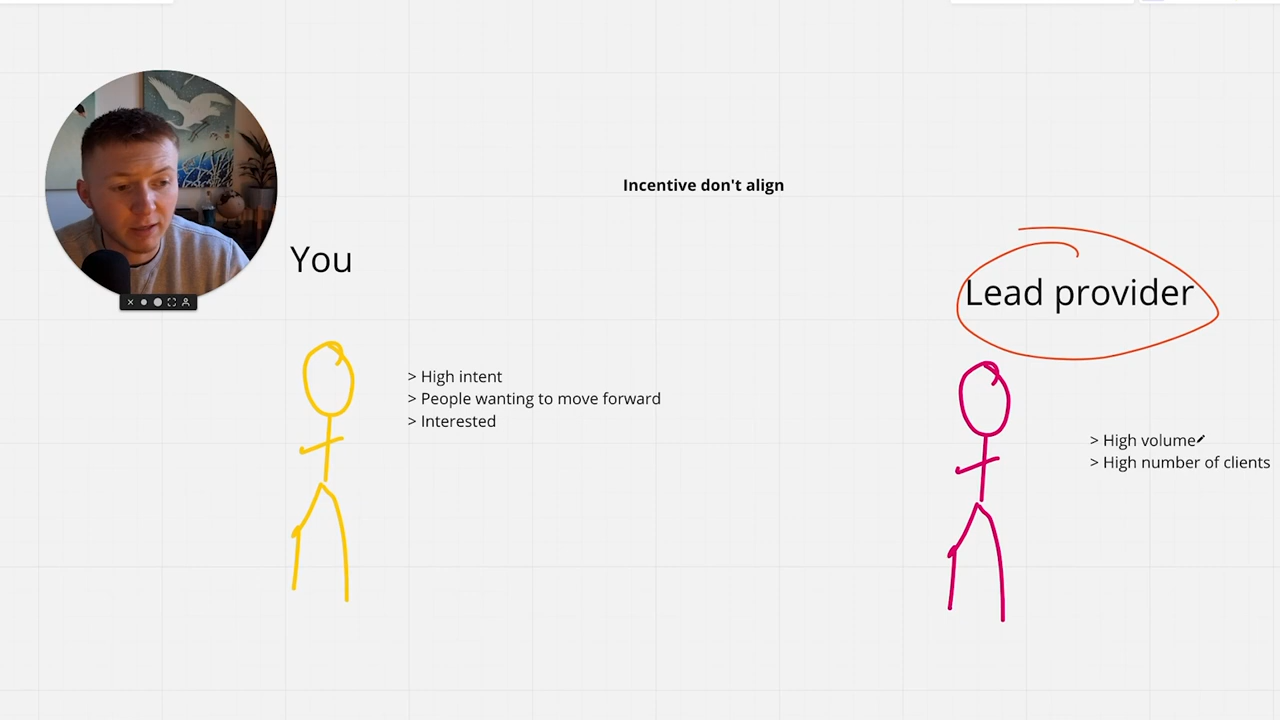 Incentive don't align
You
Lead provider
> High intent
> People wanting to move forward
> Interested
> High volume
> High number of clients